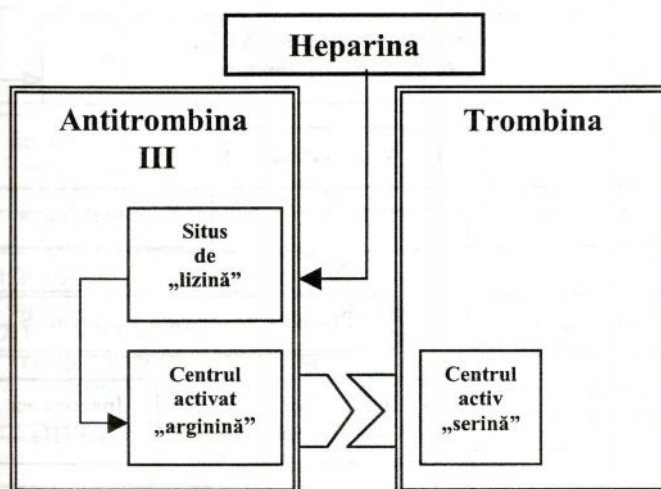 Heparina
Antitrombina
III
Trombina
Situs
de
„lizină”
Centrul
activat
„arginină”
Centrul
activ
„serină”